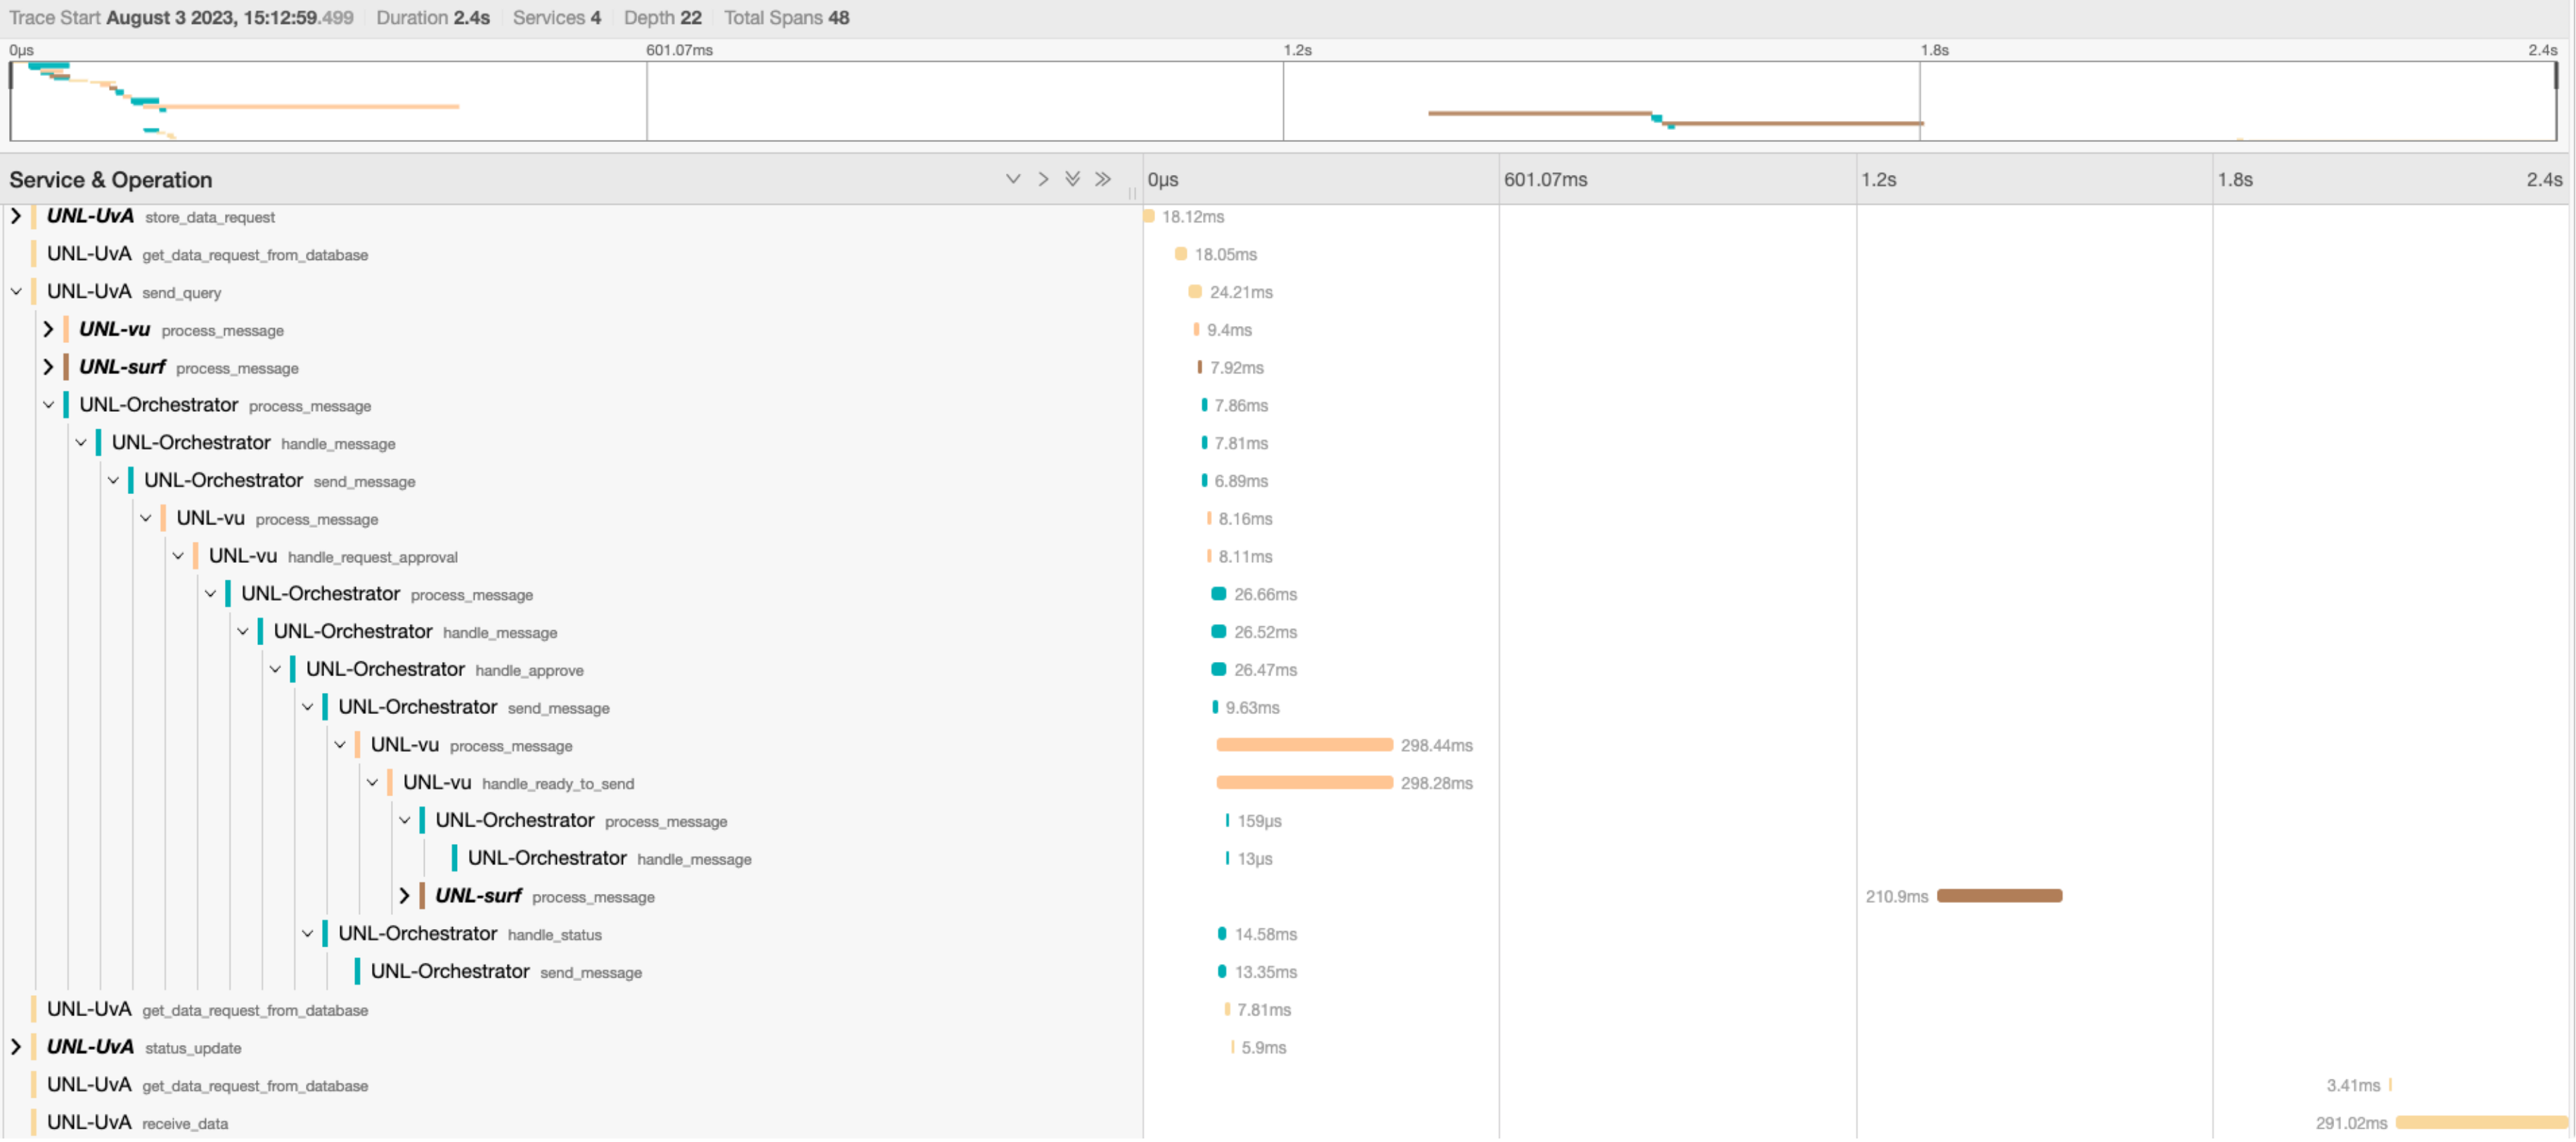 Trace Start August 3 2023, 15:12:59.499 Duration 2.4s Services 4 Depth 22 Total Spans 48
0μs 601.07ms 1.2s 1.8s 2.4s
Service & Operation 0μs 601.07ms 1.2s 1.8s 2.4s
UNL-UvA store_data_request 18.12ms
UNL-UvA get_data_request_from_database 18.05ms
UNL-UvA send_query 24.21ms
UNL-vu process_message 9.4ms
UNL-surf process_message 7.92ms
UNL-Orchestrator process_message 7.86ms
UNL-Orchestrator handle_message 7.81ms
UNL-Orchestrator send_message 6.89ms
UNL-vu process_message 8.16ms
UNL-vu handle_request_approval 8.11ms
UNL-Orchestrator process_message 26.66ms
UNL-Orchestrator handle_message 26.52ms
UNL-Orchestrator handle_approve 26.47ms
UNL-Orchestrator send_message 9.63ms
UNL-vu process_message 298.44ms
UNL-vu handle_ready_to_send 298.28ms
UNL-Orchestrator process_message 159μs
UNL-Orchestrator handle_message 13μs
UNL-surf process_message 210.9ms
UNL-Orchestrator handle_status 14.58ms
UNL-Orchestrator send_message 13.35ms
UNL-UvA get_data_request_from_database 7.81ms
UNL-UvA status_update 5.9ms
UNL-UvA get_data_request_from_database 3.41ms
UNL-UvA receive_data 291.02ms